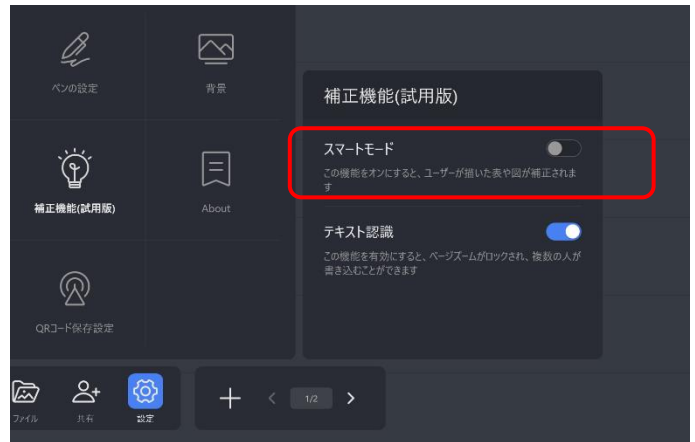 ペンの設定
背景
補正機能(試用版)
About
QRコード保存設定
補正機能(試用版)
スマートモード
この機能をオンにすると、ユーザーが描いた表や図が補正されま
す
テキスト認識
この機能を有効にすると、ページズームがロックされ、複数の人が
書き込むことができます
ファイル
共有
設定
1/2